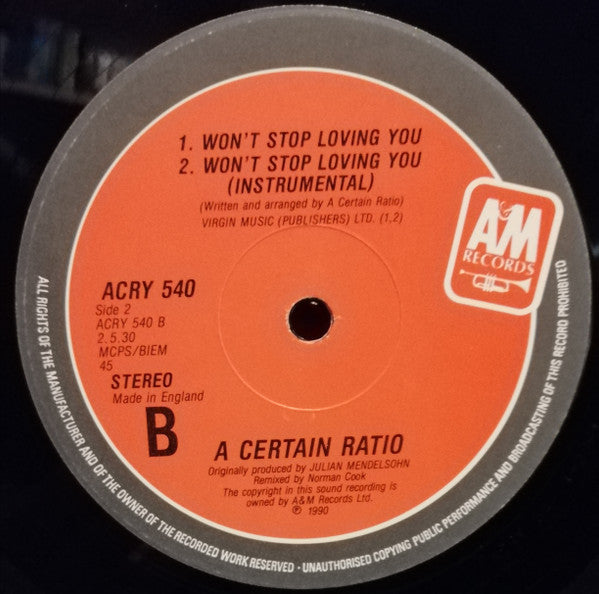 1. WON'T STOP LOVING YOU
2. WON'T STOP LOVING YOU
(INSTRUMENTAL)
(Written and arranged by A Certain Ratio)
VIRGIN MUSIC (PUBLISHERS) LTD. (1,2)
A&M
RECORDS
ACRY 540
Side 2
ACRY 540 B
2.5.30
MCPS/BIEM
45
STEREO
Made in England
B
A CERTAIN RATIO
Originally produced by JULIAN MENDELSOHN
Remixed by Norman Cook
The copyright in this sound recording is
owned by A&M Records Ltd.
℗ 1990
ALL RIGHTS OF THE MANUFACTURER AND OF THE OWNER OF THE RECORDED WORK RESERVED - UNAUTHORISED COPYING PUBLIC PERFORMANCE AND BROADCASTING OF THIS RECORD PROHIBITED